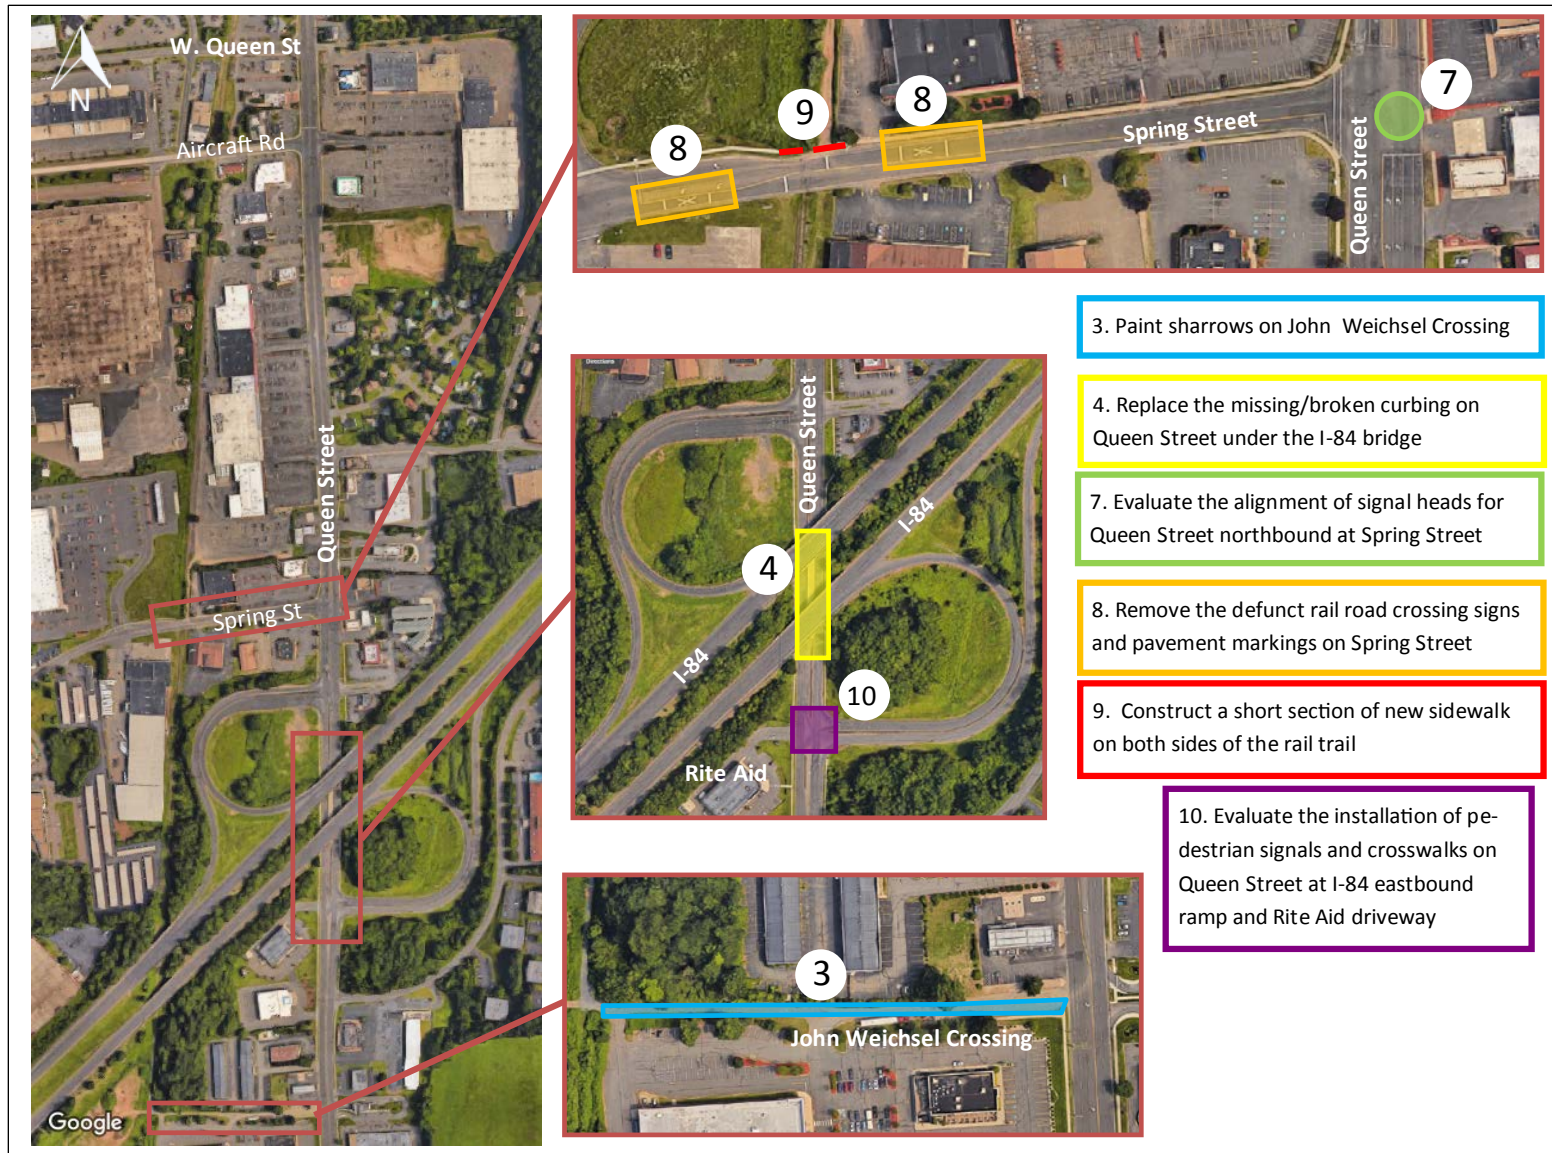 W. Queen St
N
Aircraft Rd
Queen Street
Spring St
Google
7
8
9
8
Spring Street
Queen Street
3. Paint sharrows on John Weichsel Crossing
4. Replace the missing/broken curbing on
Queen Street under the I-84 bridge
7. Evaluate the alignment of signal heads for
Queen Street northbound at Spring Street
8. Remove the defunct rail road crossing signs
and pavement markings on Spring Street
9. Construct a short section of new sidewalk
on both sides of the rail trail
10. Evaluate the installation of pe-
destrian signals and crosswalks on
Queen Street at I-84 eastbound
ramp and Rite Aid driveway
Directions
Queen Street
I-84
4
I-84
10
Rite Aid
3
John Weichsel Crossing